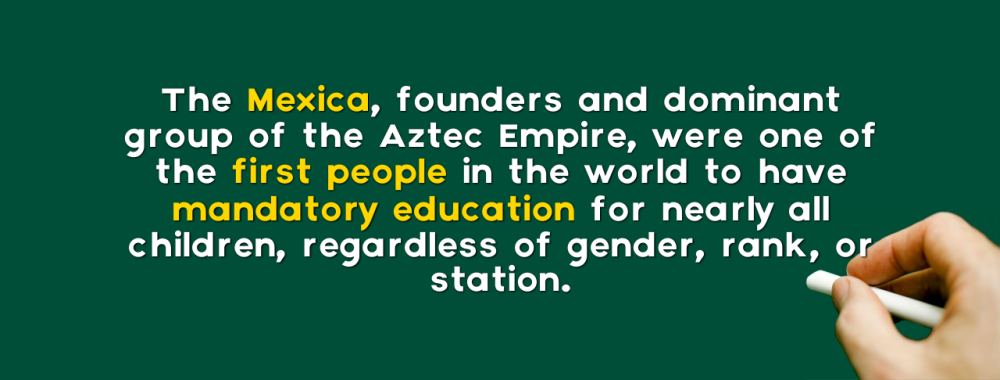 The Mexica, founders and dominant
group of the Aztec Empire, were one of
the first people in the world to have
mandatory education for nearly all
children, regardless of gender, rank, or
station.